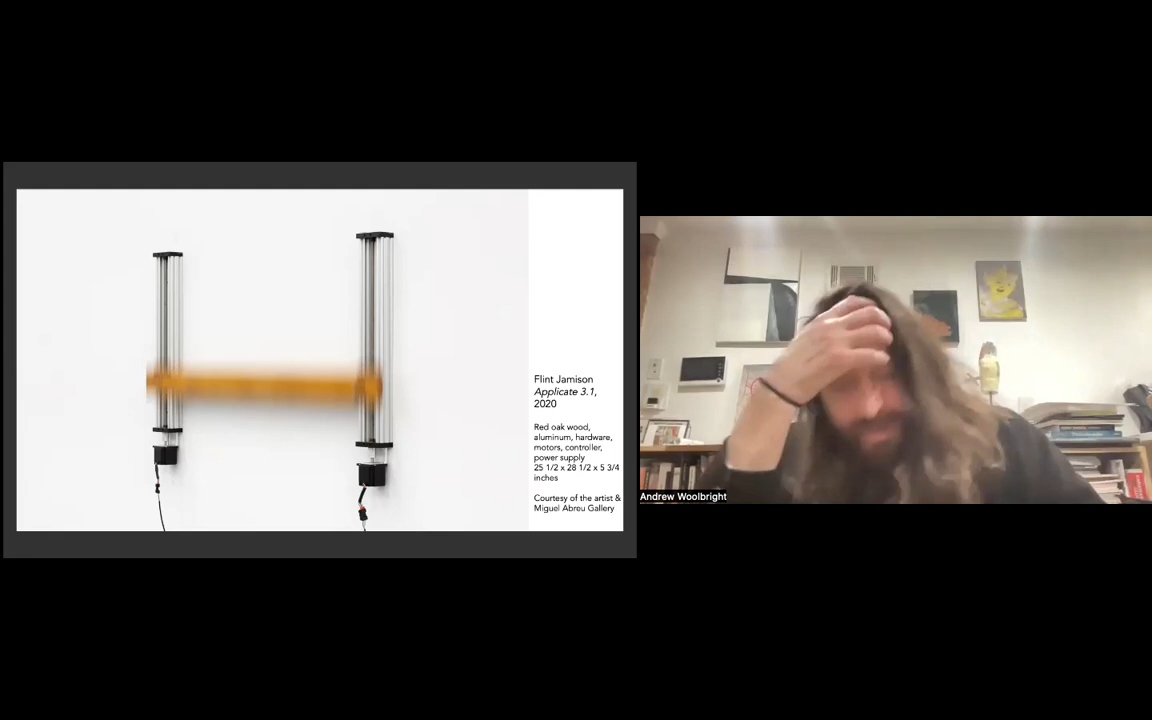 Flint Jamison
Applicate 3.1,
2020
Red oak wood,
aluminum, hardware,
motors, controller,
power supply
25 1/2 x 28 1/2 x 5 3/4
inches
Courtesy of the artist &
Miguel Abreu Gallery
Andrew Woolbright